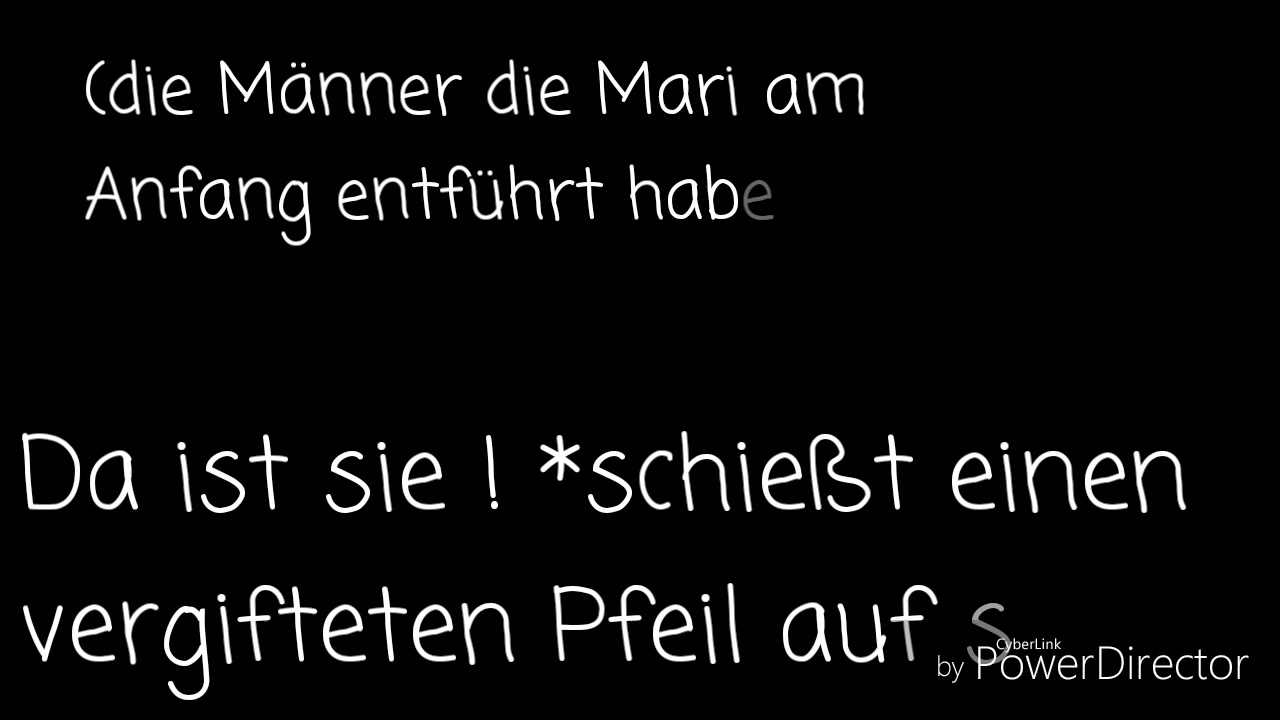 (die Männer die Mari am
Anfang entführt habe
Da ist sie ! *schießt einen
vergifteten Pfeil auf s
CyberLink
by PowerDirector